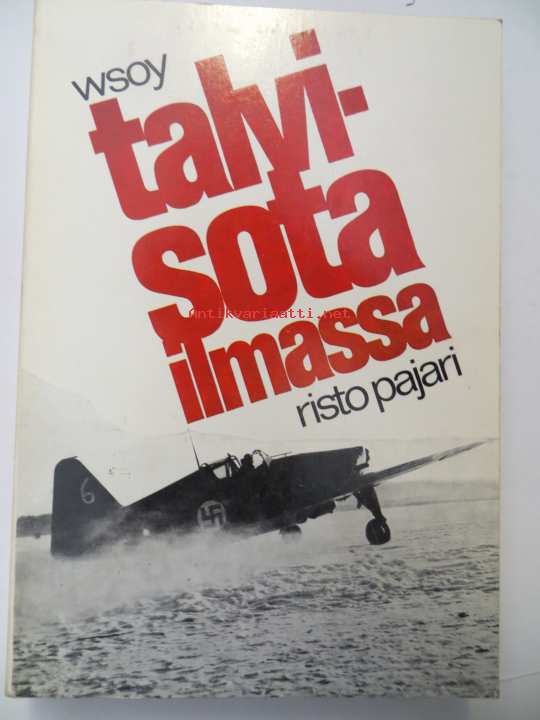 wsoy
talvi-
sota
Antikvariaatti.net
ilmassa
risto pajari
6